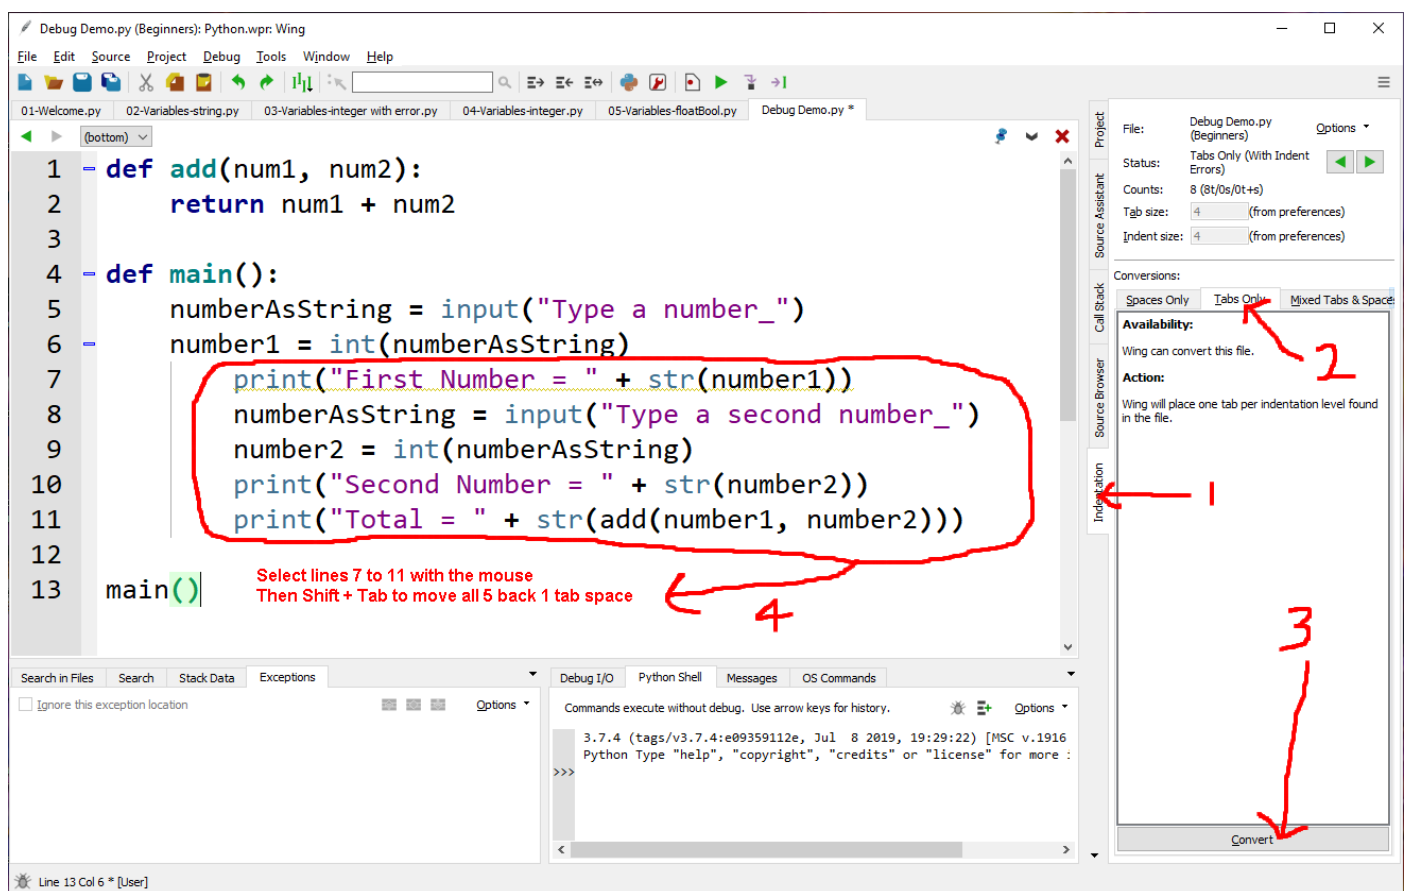 Debug Demo.py (Beginners): Python.wpr: Wing
File Edit Source Project Debug Tools Window Help
01-Welcome.py 02-Variables-string.py 03-Variables-integer with error.py 04-Variables-integer.py 05-Variables-floatBool.py Debug Demo.py *
(bottom)
1 def add(num1, num2):
2 return num1 + num2
3
4 def main():
5 numberAsString = input("Type a number_")
6 number1 = int(numberAsString)
7 print("First Number = " + str(number1))
8 numberAsString = input("Type a second number_")
9 number2 = int(numberAsString)
10 print("Second Number = " + str(number2))
11 print("Total = " + str(add(number1, number2)))
12
13 main()
Select lines 7 to 11 with the mouse
Then Shift + Tab to move all 5 back 1 tab space
4
Project
Source Assistant
Call Stack
Source Browser
Indentation
File: Debug Demo.py (Beginners) Options
Status: Tabs Only (With Indent Errors)
Counts: 8 (8t/0s/0t+s)
Tab size: 4 (from preferences)
Indent size: 4 (from preferences)
Conversions:
Spaces Only Tabs Only Mixed Tabs & Spaces
Availability:
Wing can convert this file.
Action:
Wing will place one tab per indentation level found
in the file.
2
1
3
Convert
Search in Files Search Stack Data Exceptions
Ignore this exception location Options
Debug I/O Python Shell Messages OS Commands
Commands execute without debug. Use arrow keys for history. Options
3.7.4 (tags/v3.7.4:e09359112e, Jul 8 2019, 19:29:22) [MSC v.1916
Python Type "help", "copyright", "credits" or "license" for more
>>>
Line 13 Col 6 * [User]